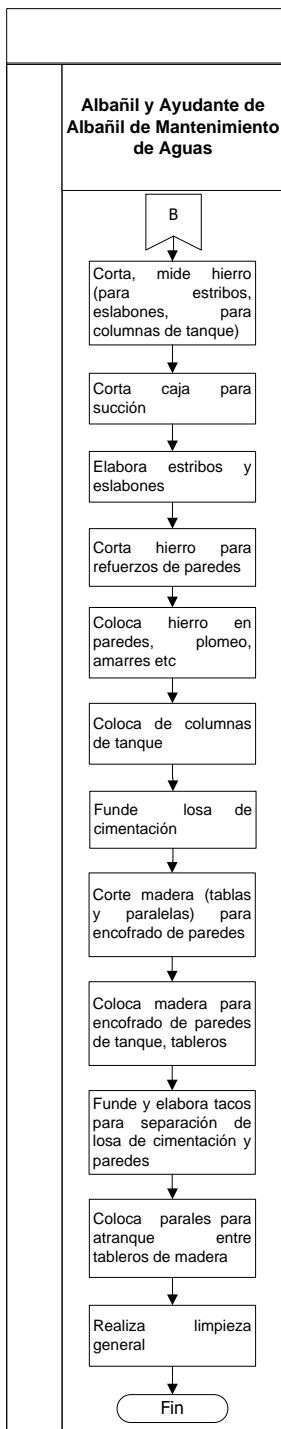 Albañil y Ayudante de
Albañil de Mantenimiento
de Aguas
B
Corta, mide hierro
(para estribos,
eslabones, para
columnas de tanque)
Corta caja para
succión
Elabora estribos y
eslabones
Corta hierro para
refuerzos de paredes
Coloca hierro en
paredes, plomeo,
amarres etc
Coloca de columnas
de tanque
Funde losa de
cimentación
Corte madera (tablas
y paralelas) para
encofrado de paredes
Coloca madera para
encofrado de paredes
de tanque, tableros
Funde y elabora tacos
para separación de
losa de cimentación y
paredes
Coloca parales para
atranque entre
tableros de madera
Realiza limpieza
general
Fin